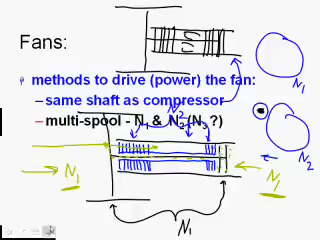 Fans:
methods to drive (power) the fan:
–same shaft as compressor
N₁
–multi-spool - N₁ & N₂ (N₃ ?)
N₂
N₂
N₁
N₁
N₁